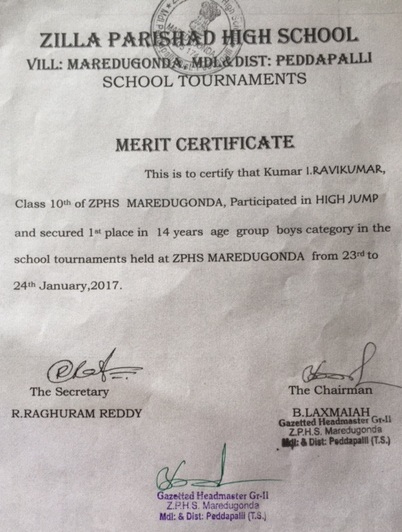 ZILLA PARISHAD HIGH SCHOOL
VILL: MAREDUGONDA, MDL&DIST: PEDDAPALLI
SCHOOL TOURNAMENTS
MERIT CERTIFICATE
This is to certify that Kumar I.RAVIKUMAR,
Class 10th of ZPHS MAREDUGONDA, Participated in HIGH JUMP
and secured 1st place in 14 years age group boys category in the
school tournaments held at ZPHS MAREDUGONDA from 23rd to
24th January,2017.
The Secretary
R.RAGHURAM REDDY
The Chairman
B.LAXMAIAH
Gazetted Headmaster Gr-II
Z.P.H.S. Maredugonda
Mdl: & Dist: Peddapalli (T.S.)
Gazetted Headmaster Gr-II
Z.P.H.S. Maredugonda
Mdl: & Dist: Peddapalli (T.S.)